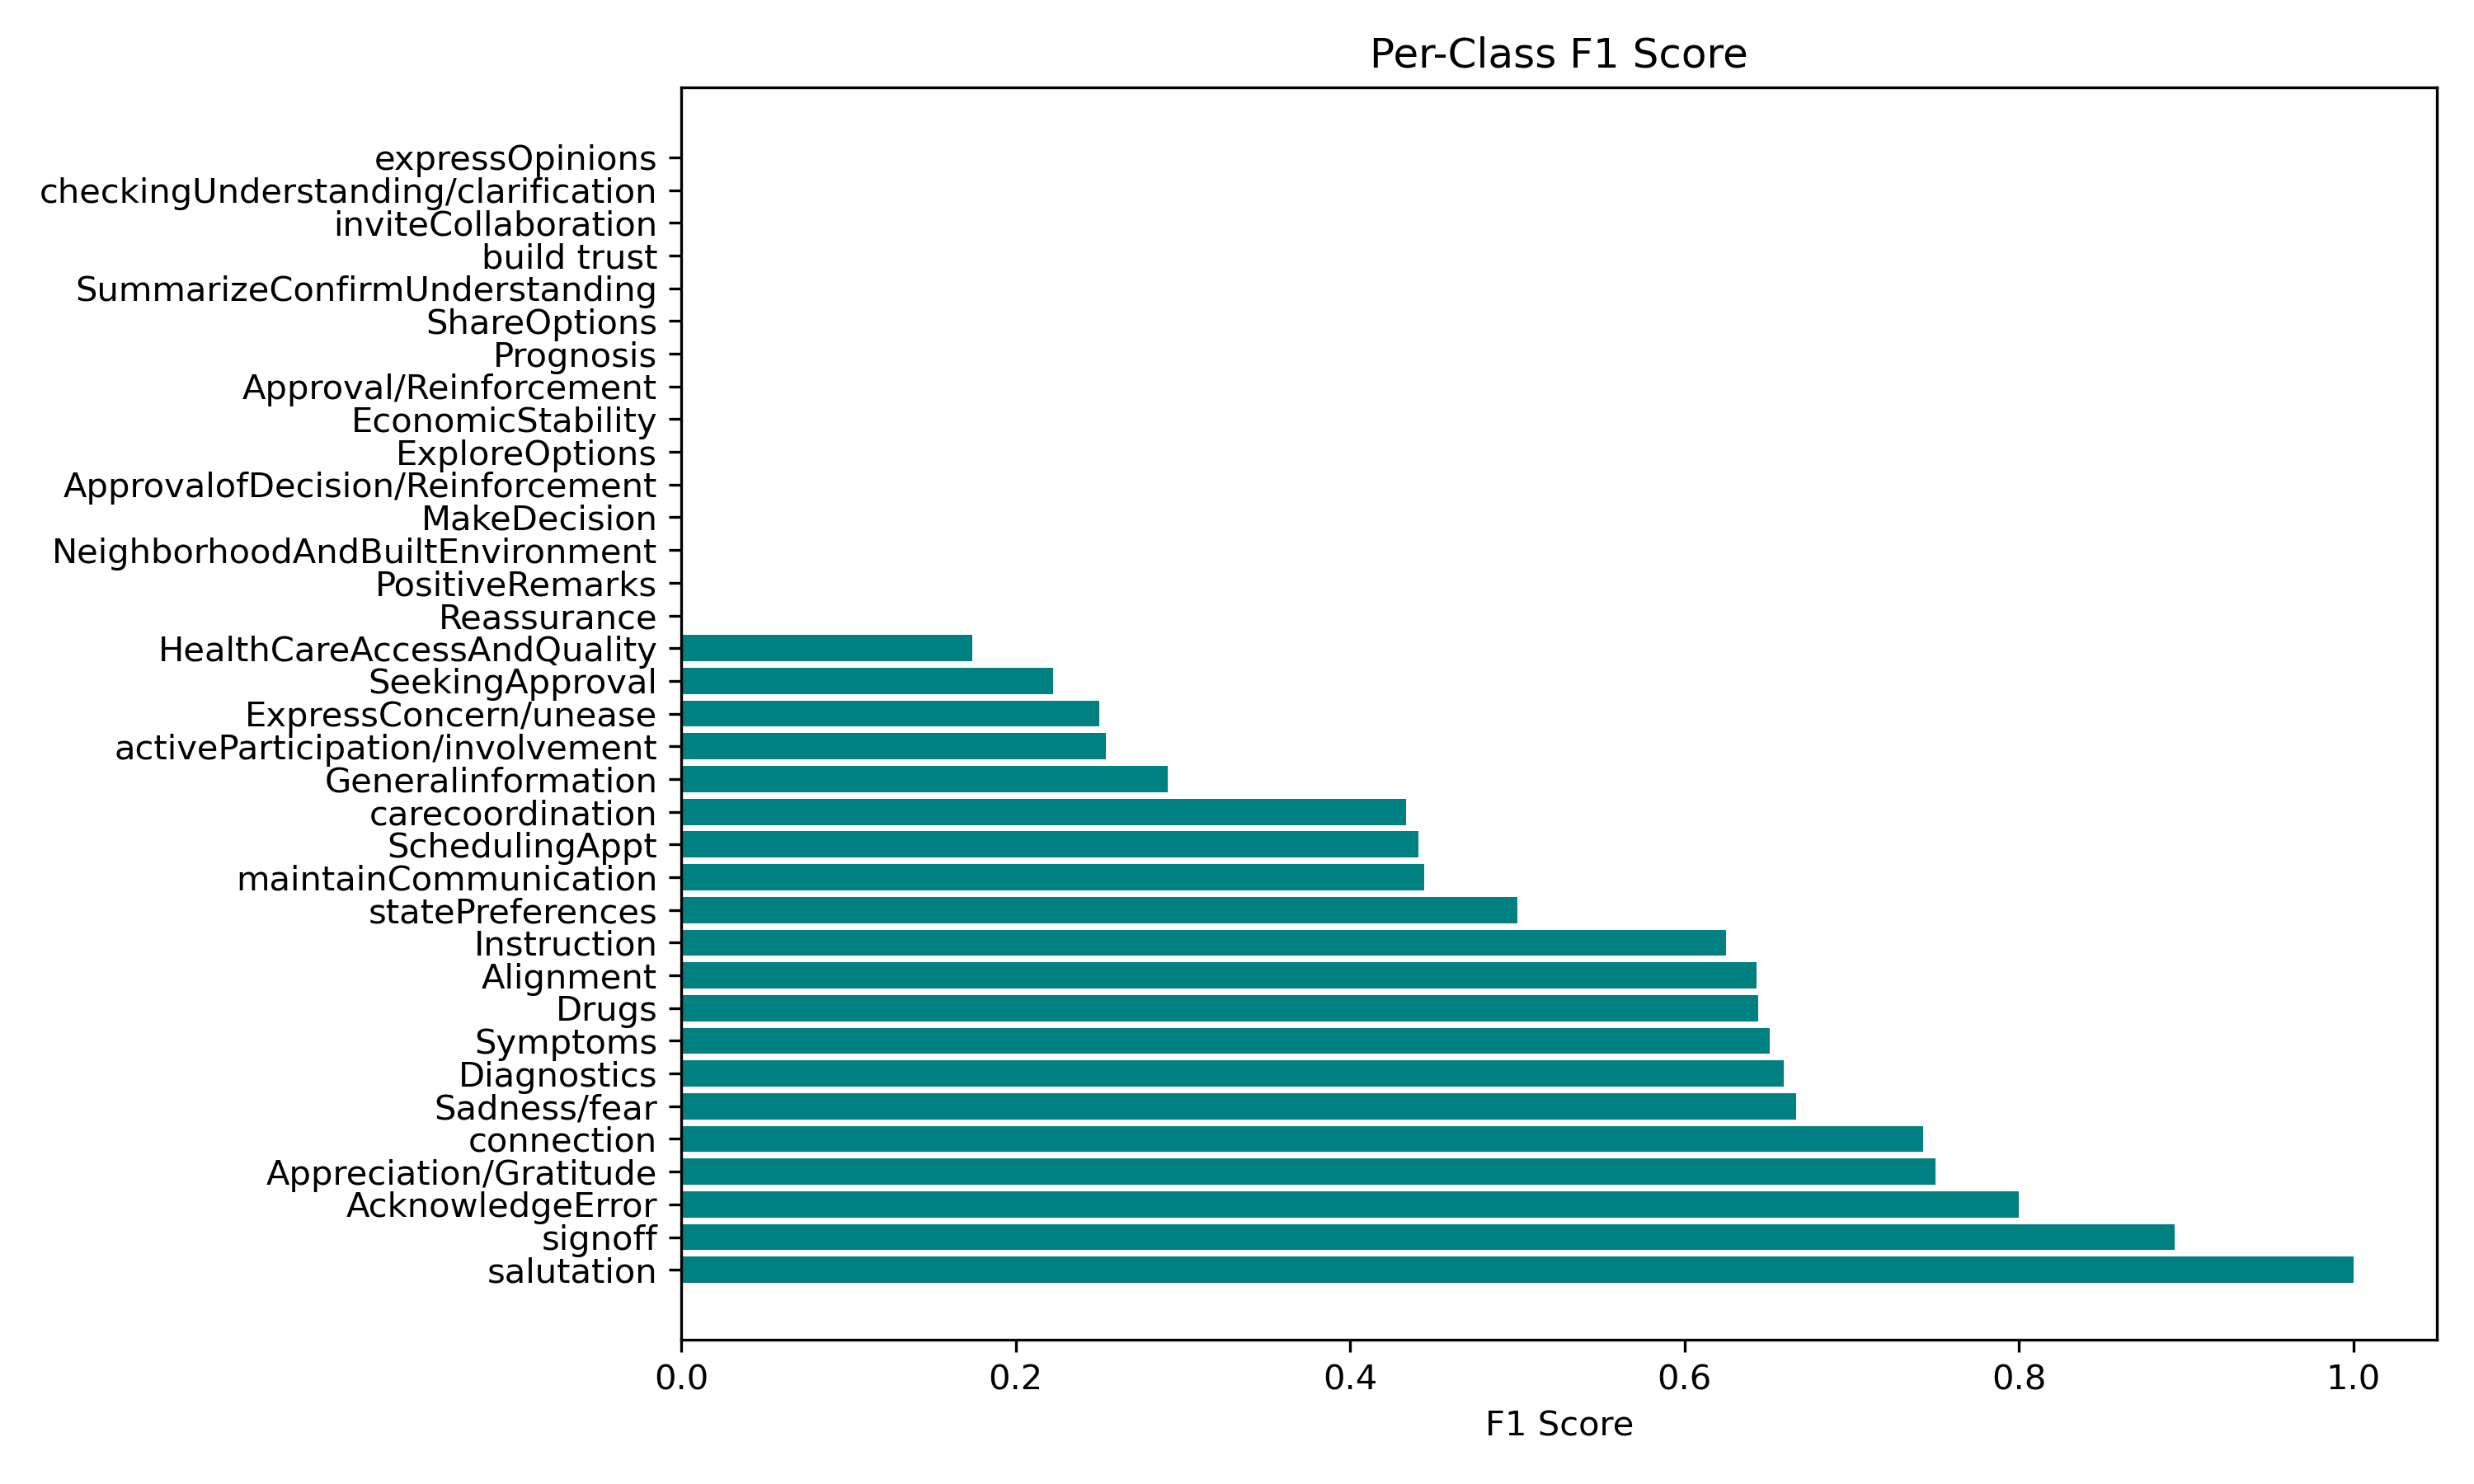 Per-Class F1 Score
expressOpinions
checkingUnderstanding/clarification
inviteCollaboration
build trust
SummarizeConfirmUnderstanding
ShareOptions
Prognosis
Approval/Reinforcement
EconomicStability
ExploreOptions
ApprovalofDecision/Reinforcement
MakeDecision
NeighborhoodAndBuiltEnvironment
PositiveRemarks
Reassurance
HealthCareAccessAndQuality
SeekingApproval
ExpressConcern/unease
activeParticipation/involvement
Generalinformation
carecoordination
SchedulingAppt
maintainCommunication
statePreferences
Instruction
Alignment
Drugs
Symptoms
Diagnostics
Sadness/fear
connection
Appreciation/Gratitude
AcknowledgeError
signoff
salutation
0.0 0.2 0.4 0.6 0.8 1.0
F1 Score